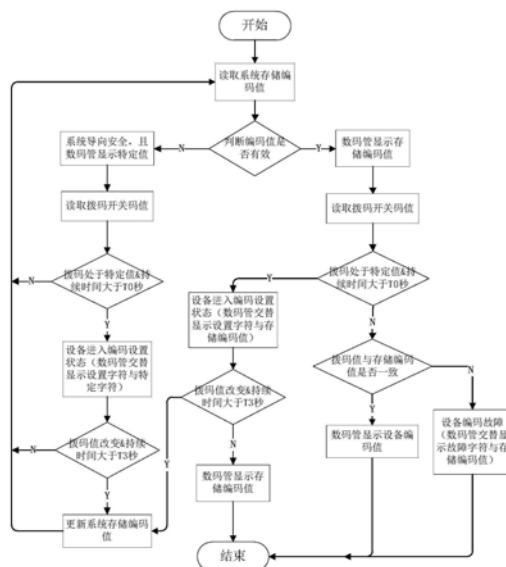 开始
读取系统存储编
码值
判断编码值是
否有效
N
Y
系统导向安全，且
数码管显示特定值
数码管显示存
储编码值
读取拨码开关码值
读取拨码开关码值
拨码处于特定值&持
续时间大于T0秒
N
Y
拨码处于特定值&持
续时间大于T0秒
Y
N
设备进入编码设置
状态（数码管交替
显示设置字符与特
定字符）
设备进入编码设置
状态（数码管交替
显示设置字符与存
储编码值）
拨码值与存储编码
值是否一致
N
Y
拨码值改变&持续
时间大于T3秒
N
Y
拨码值改变&持续
时间大于T3秒
Y
N
数码管显示设备编
码值
设备编码故障
（数码管交替显
示故障字符与存
储编码值）
更新系统存储编码
值
数码管显示存
储编码值
结束